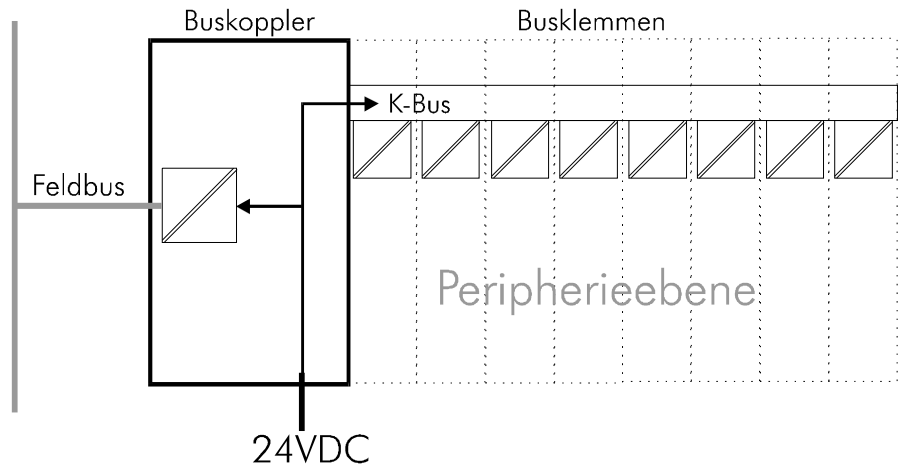 Buskoppler
Busklemmen
K-Bus
Feldbus
Peripherieebene
24VDC